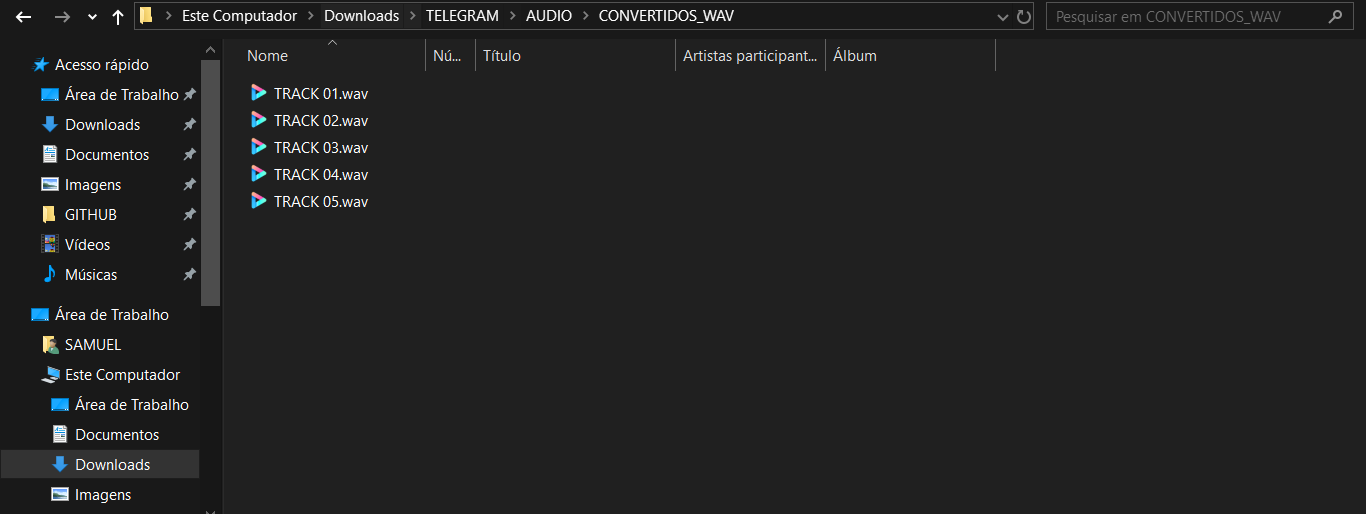 Este Computador > Downloads > TELEGRAM > AUDIO > CONVERTIDOS_WAV
Pesquisar em CONVERTIDOS_WAV
Acesso rápido
Área de Trabalho
Downloads
Documentos
Imagens
GITHUB
Vídeos
Músicas
Área de Trabalho
SAMUEL
Este Computador
Área de Trabalho
Documentos
Downloads
Imagens
Nome Nú... Título Artistas participant... Álbum
TRACK 01.wav
TRACK 02.wav
TRACK 03.wav
TRACK 04.wav
TRACK 05.wav